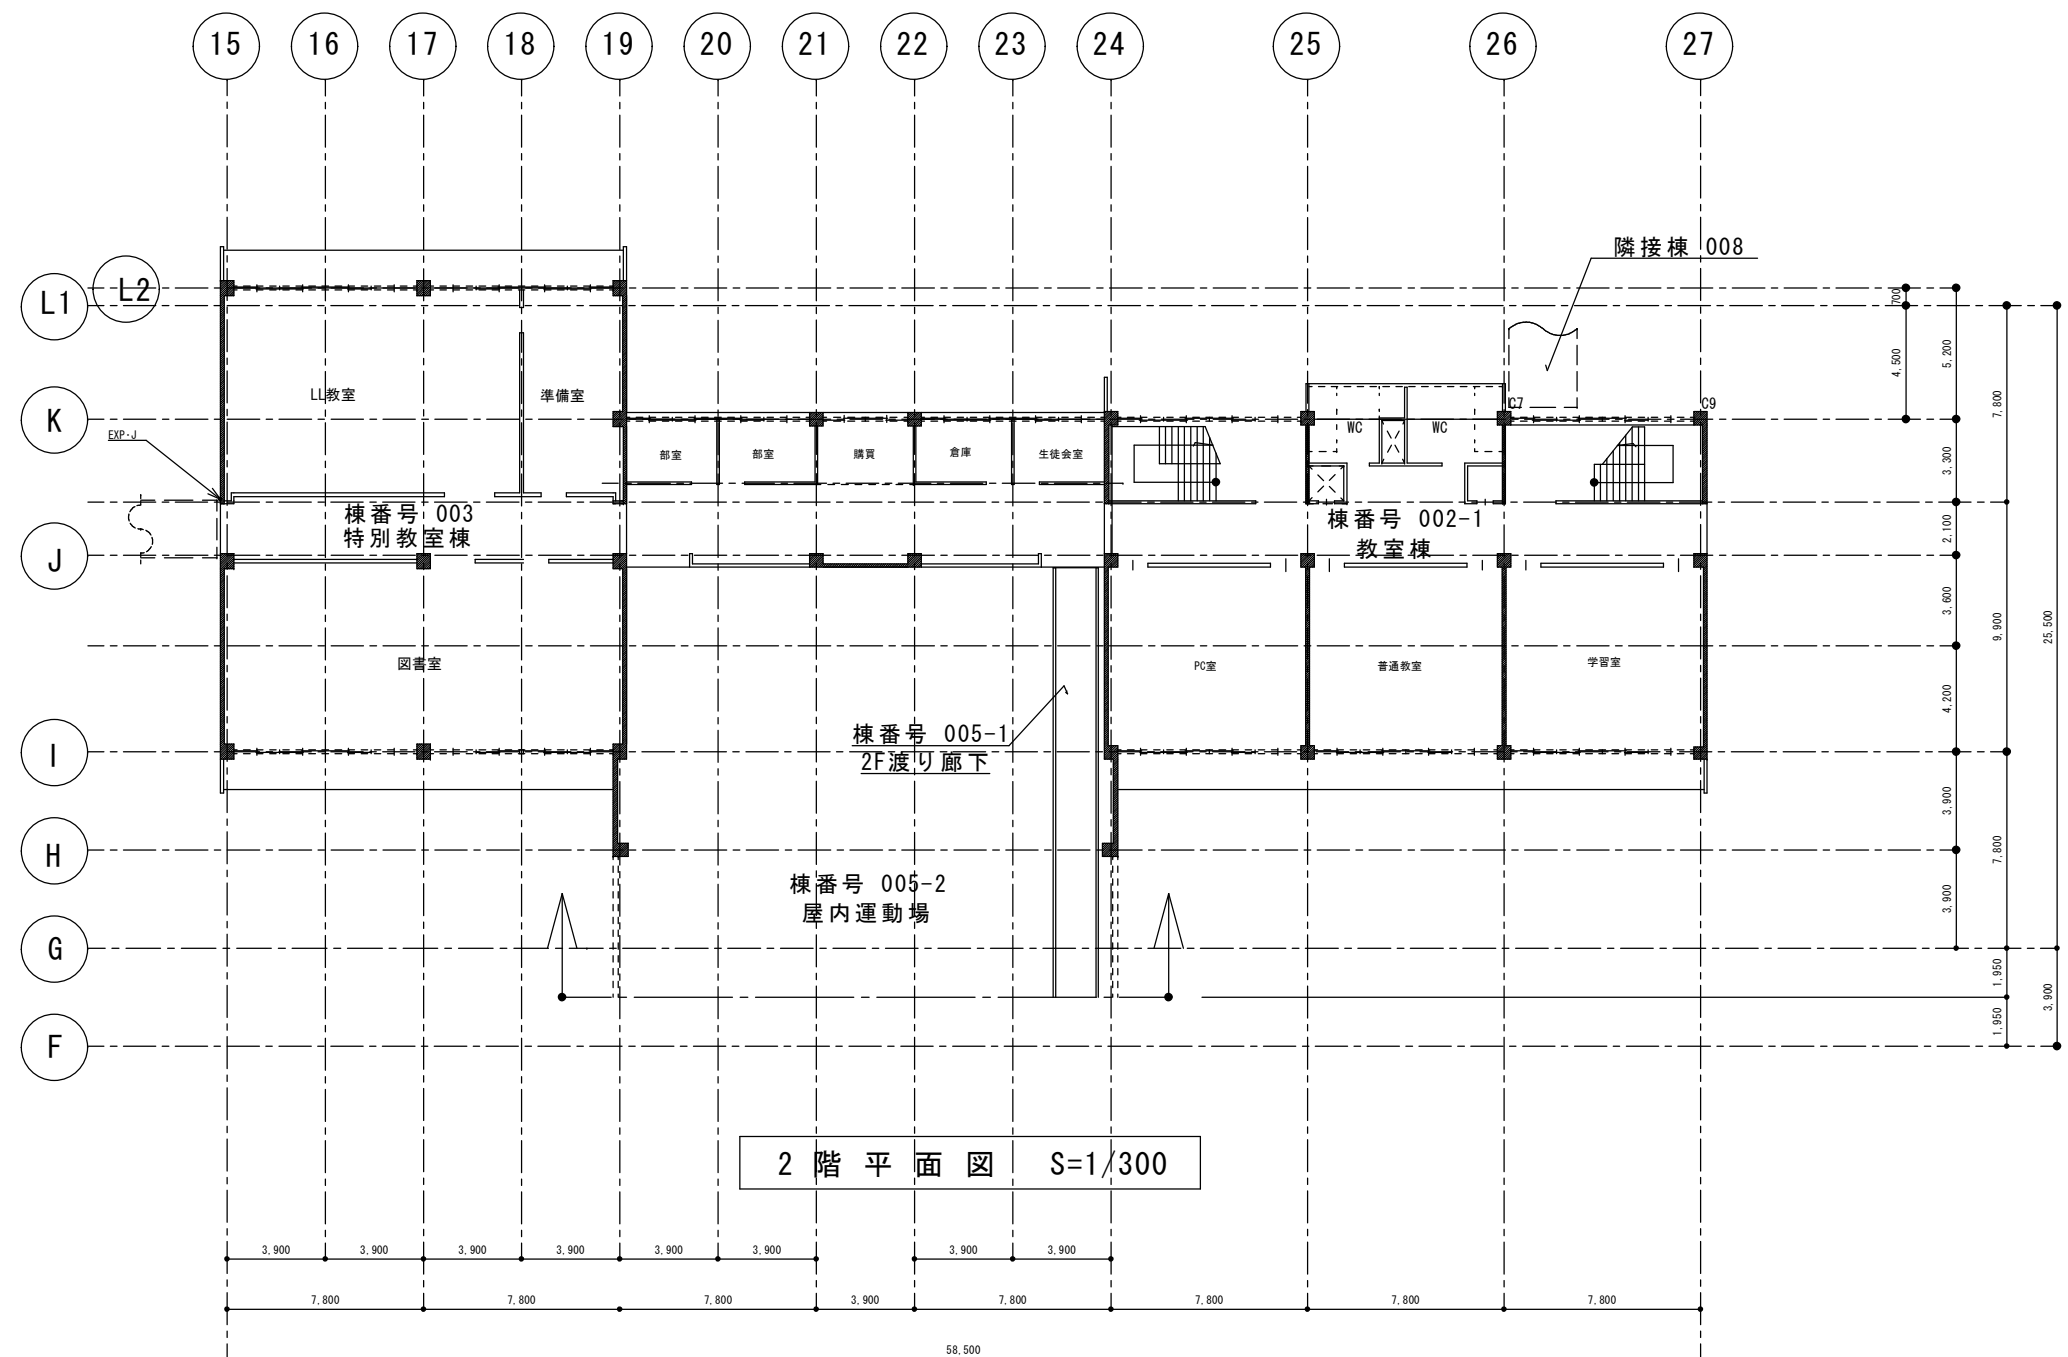 15 16 17 18 19 20 21 22 23 24 25 26 27
隣接棟 008
L2
L1
700
4,500
5,200
7,800
LL教室
準備室
K
C7
C9
EXP-J
部室
部室
購買
倉庫
生徒会室
WC
WC
3,300
棟番号 003
特別教室棟
棟番号 002-1
教室棟
2,100
J
3,600
9,900
25,500
図書室
PC室
普通教室
学習室
4,200
棟番号 005-1
2F渡り廊下
I
3,900
H
7,800
棟番号 005-2
屋内運動場
3,900
G
1,950
3,900
1,950
F
2階平面図 S=1/300
3,900 3,900 3,900 3,900 3,900 3,900 3,900 3,900
7,800 7,800 7,800 3,900 7,800 7,800 7,800 7,800
58,500